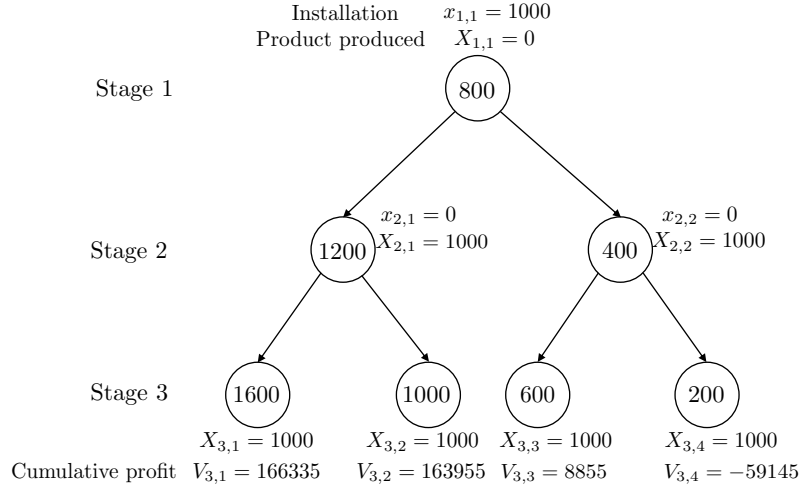 Installation $x_{1,1} = 1000$
Product produced $X_{1,1} = 0$
Stage 1 800
$x_{2,1} = 0$ $x_{2,2} = 0$
Stage 2 1200 $X_{2,1} = 1000$ 400 $X_{2,2} = 1000$
Stage 3 1600 1000 600 200
$X_{3,1} = 1000$ $X_{3,2} = 1000$ $X_{3,3} = 1000$ $X_{3,4} = 1000$
Cumulative profit $V_{3,1} = 166335$ $V_{3,2} = 163955$ $V_{3,3} = 8855$ $V_{3,4} = -59145$